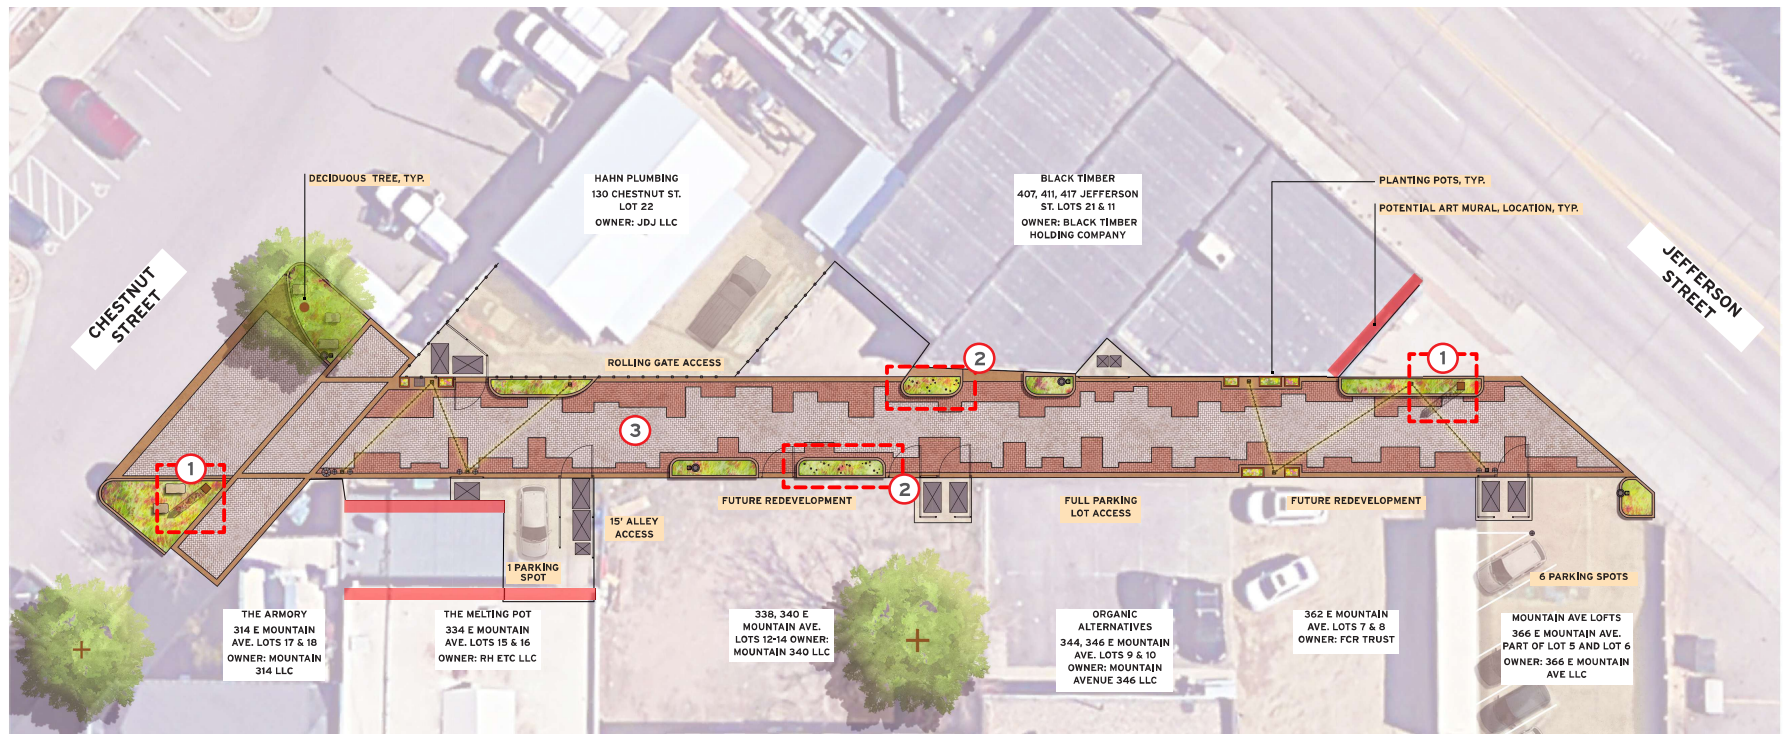 DECIDUOUS TREE, TYP.
HAHN PLUMBING
130 CHESTNUT ST.
LOT 22
OWNER: JDJ LLC
BLACK TIMBER
407, 411, 417 JEFFERSON
ST. LOTS 21 & 11
OWNER: BLACK TIMBER
HOLDING COMPANY
PLANTING POTS, TYP.
POTENTIAL ART MURAL, LOCATION, TYP.
CHESTNUT
STREET
JEFFERSON
STREET
ROLLING GATE ACCESS
2
1
3
1
2
FUTURE REDEVELOPMENT
15' ALLEY
ACCESS
FULL PARKING
LOT ACCESS
FUTURE REDEVELOPMENT
1 PARKING
SPOT
6 PARKING SPOTS
THE ARMORY
314 E MOUNTAIN
AVE. LOTS 17 & 18
OWNER: MOUNTAIN
314 LLC
THE MELTING POT
334 E MOUNTAIN
AVE. LOTS 15 & 16
OWNER: RH ETC LLC
338, 340 E
MOUNTAIN AVE.
LOTS 12-14 OWNER:
MOUNTAIN 340 LLC
ORGANIC
ALTERNATIVES
344, 346 E MOUNTAIN
AVE. LOTS 9 & 10
OWNER: MOUNTAIN
AVENUE 346 LLC
362 E MOUNTAIN
AVE. LOTS 7 & 8
OWNER: FCR TRUST
MOUNTAIN AVE LOFTS
366 E MOUNTAIN AVE.
PART OF LOT 5 AND LOT 6
OWNER: 366 E MOUNTAIN
AVE LLC